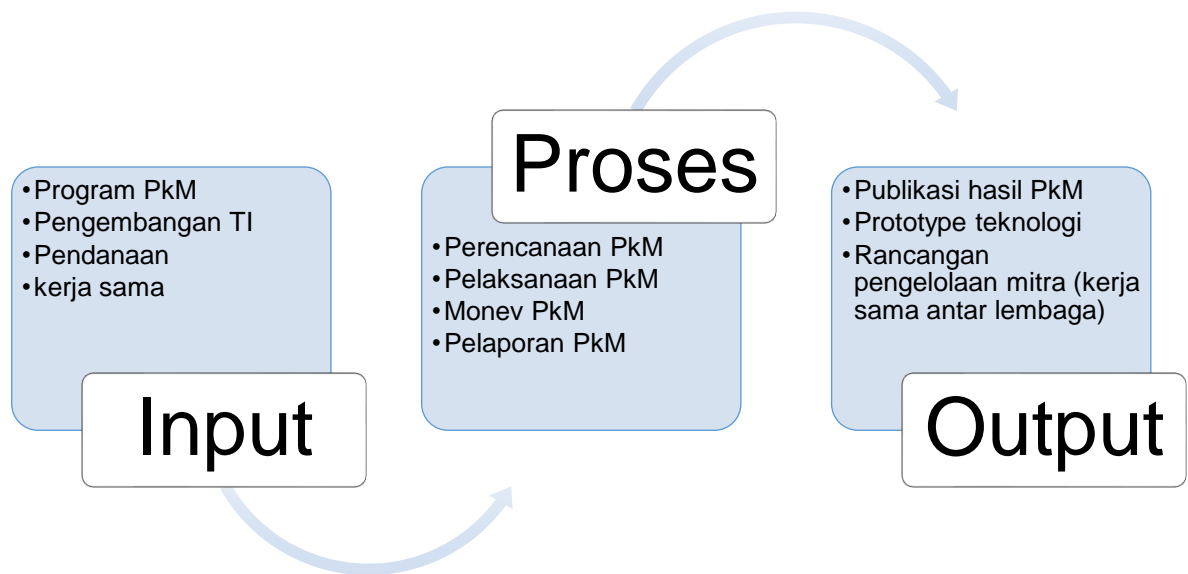 •Program PkM
•Pengembangan TI
•Pendanaan
•kerja sama
Input
Proses
•Perencanaan PkM
•Pelaksanaan PkM
•Monev PkM
•Pelaporan PkM
•Publikasi hasil PkM
•Prototype teknologi
•Rancangan
pengelolaan mitra (kerja
sama antar lembaga)
Output